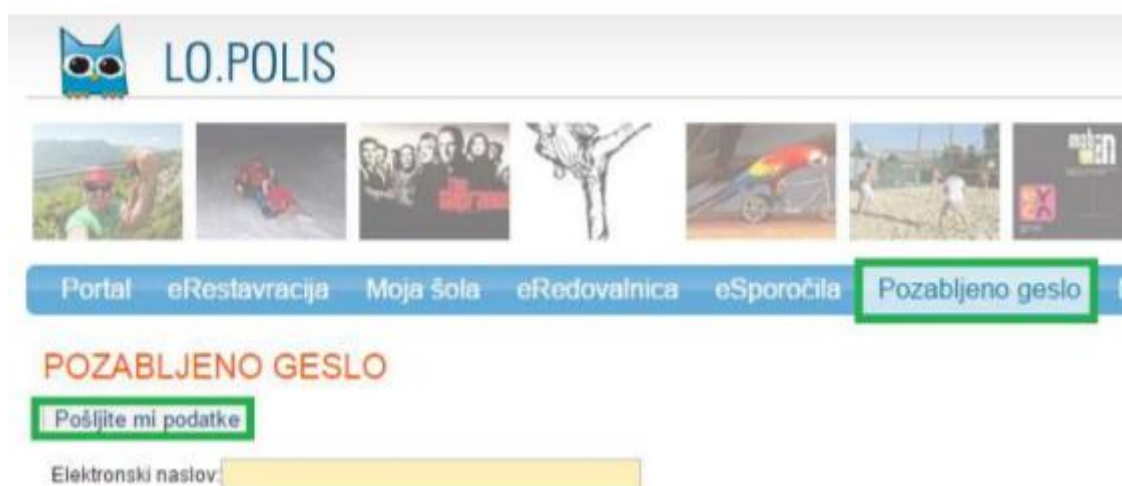 LO.POLIS
Portal eRestavracija Moja šola eRedovalnica eSporočila Pozabljeno geslo
POZABLJENO GESLO
Pošljite mi podatke
Elektronski naslov: